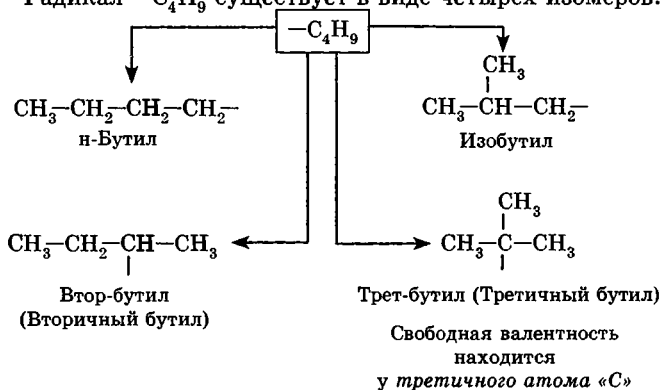 Радикал –C₄H₉ существует в виде четырех изомеров.
–C₄H₉
CH₃–CH₂–CH₂–CH₂–
н-Бутил
CH₃
CH₃–CH–CH₂–
Изобутил
CH₃–CH₂–CH–CH₃
Втор-бутил
(Вторичный бутил)
CH₃
CH₃–C–CH₃
Трет-бутил (Третичный бутил)
Свободная валентность
находится
у третичного атома «С»